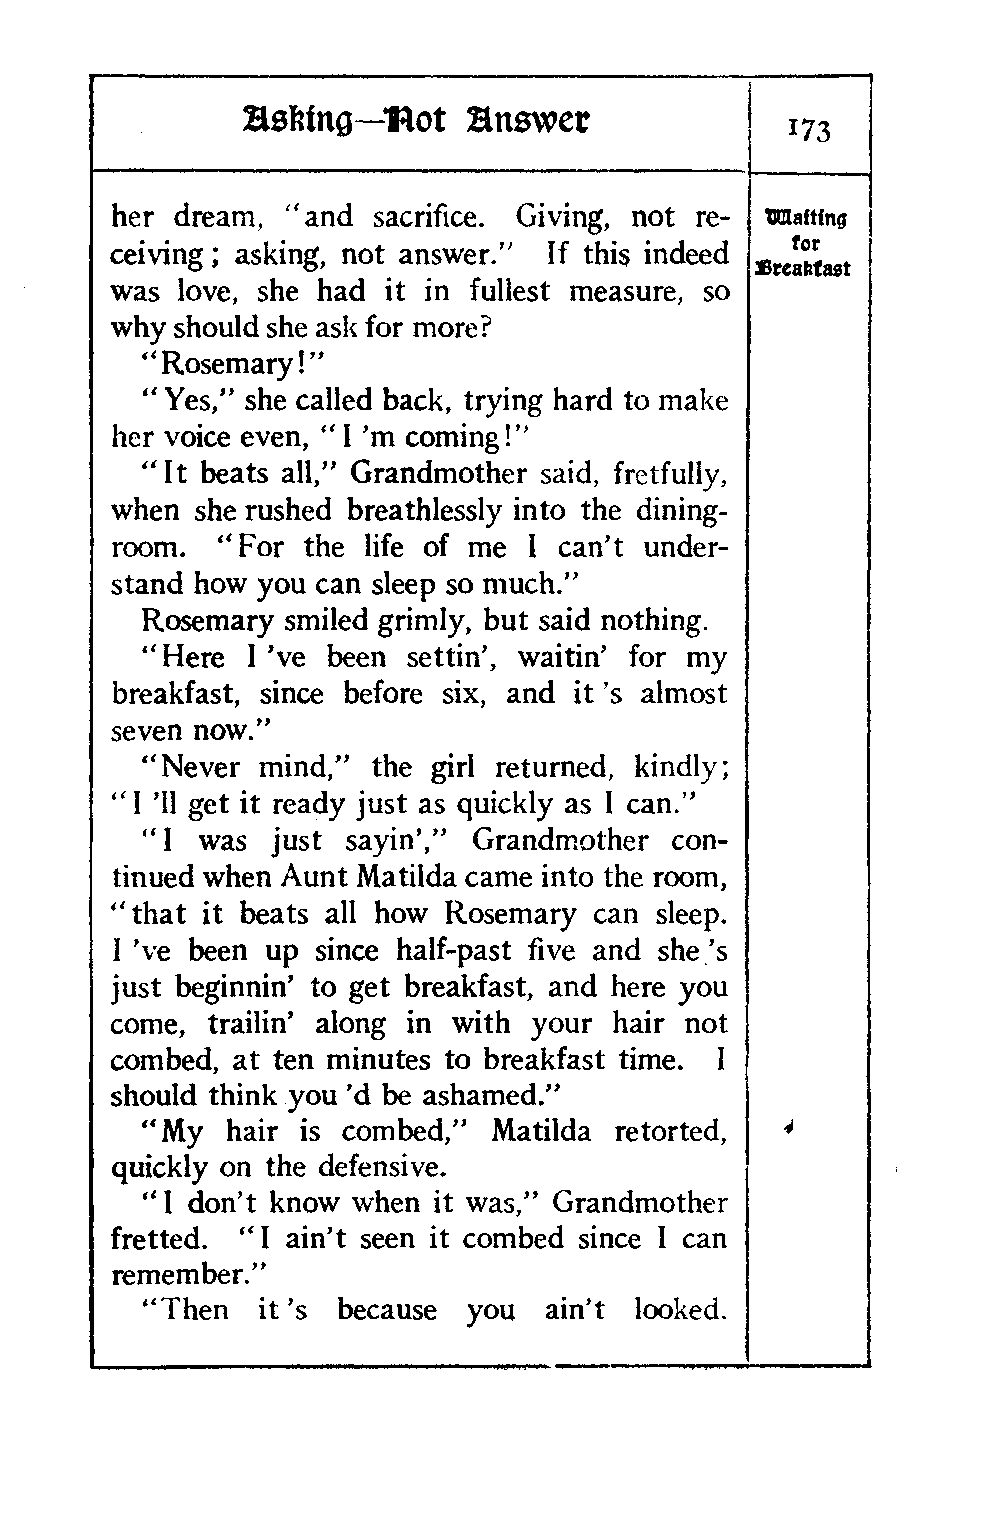 Asking—Not Answer
173
her dream, "and sacrifice. Giving, not re-
ceiving; asking, not answer." If this indeed
was love, she had it in fullest measure, so
why should she ask for more?
"Rosemary!"
"Yes," she called back, trying hard to make
her voice even, "I 'm coming!"
"It beats all," Grandmother said, fretfully,
when she rushed breathlessly into the dining-
room. "For the life of me I can't under-
stand how you can sleep so much."
Rosemary smiled grimly, but said nothing.
"Here I 've been settin', waitin' for my
breakfast, since before six, and it 's almost
seven now."
"Never mind," the girl returned, kindly;
"I 'll get it ready just as quickly as I can."
"I was just sayin'," Grandmother con-
tinued when Aunt Matilda came into the room,
"that it beats all how Rosemary can sleep.
I 've been up since half-past five and she 's
just beginnin' to get breakfast, and here you
come, trailin' along in with your hair not
combed, at ten minutes to breakfast time. I
should think you 'd be ashamed."
"My hair is combed," Matilda retorted,
quickly on the defensive.
"I don't know when it was," Grandmother
fretted. "I ain't seen it combed since I can
remember."
"Then it 's because you ain't looked.
Waiting
for
Breakfast